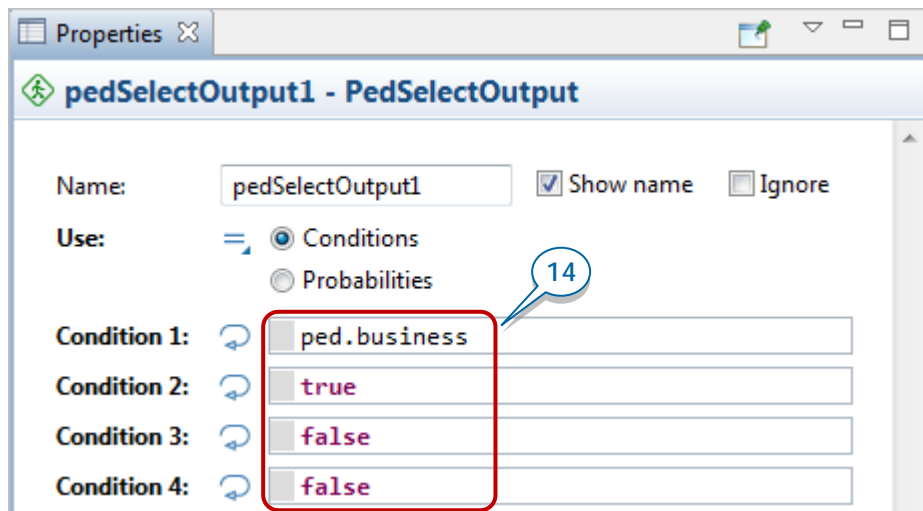 Properties
pedSelectOutput1 - PedSelectOutput
Name: pedSelectOutput1 Show name Ignore
Use: Conditions
Probabilities
14
Condition 1: ped.business
Condition 2: true
Condition 3: false
Condition 4: false